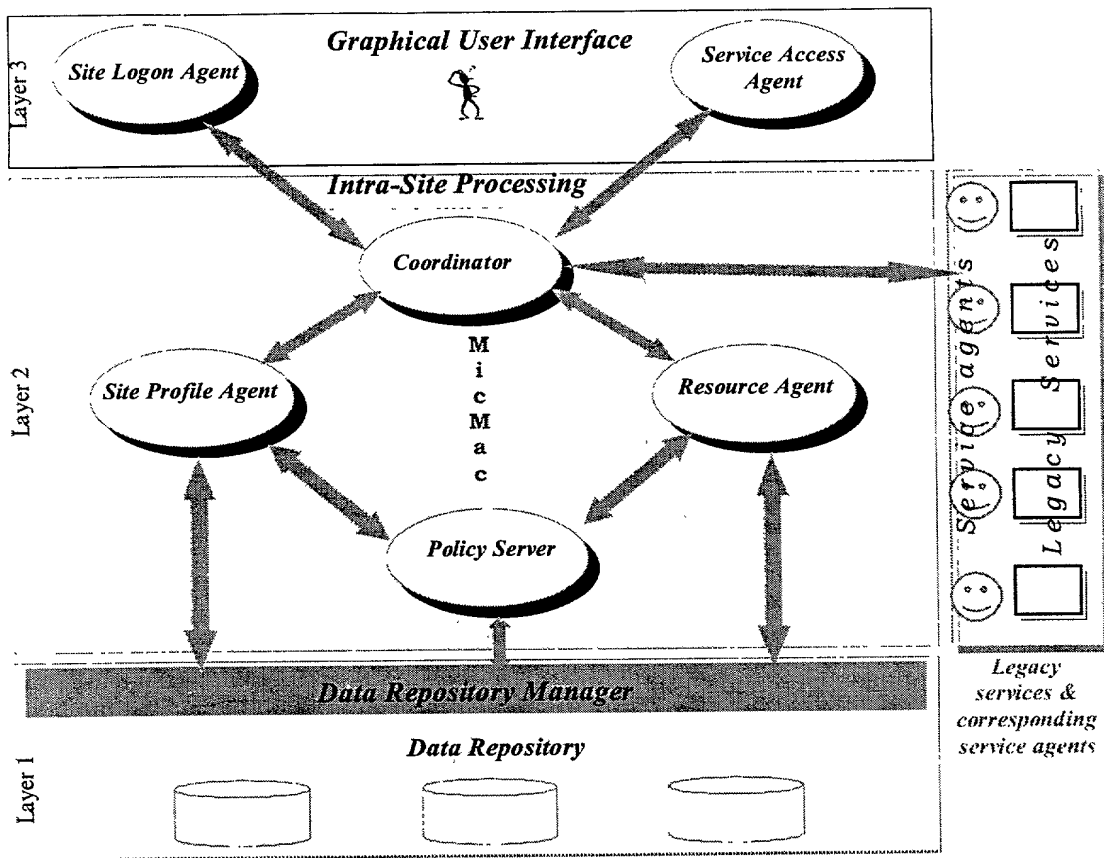 Layer 3
Graphical User Interface
Site Logon Agent
Service Access
Agent
Layer 2
Intra-Site Processing
Coordinator
MicMac
Site Profile Agent
Resource Agent
Policy Server
Service agents
Legacy Services
Legacy
services &
corresponding
service agents
Layer 1
Data Repository Manager
Data Repository